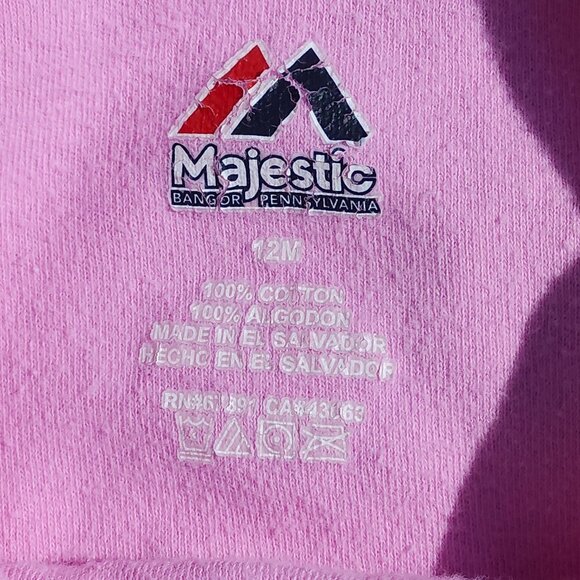 Majestic
BANGOR, PENNSYLVANIA
12M
100% COTTON
100% ALGODON
MADE IN EL SALVADOR
HECHO EN EL SALVADOR